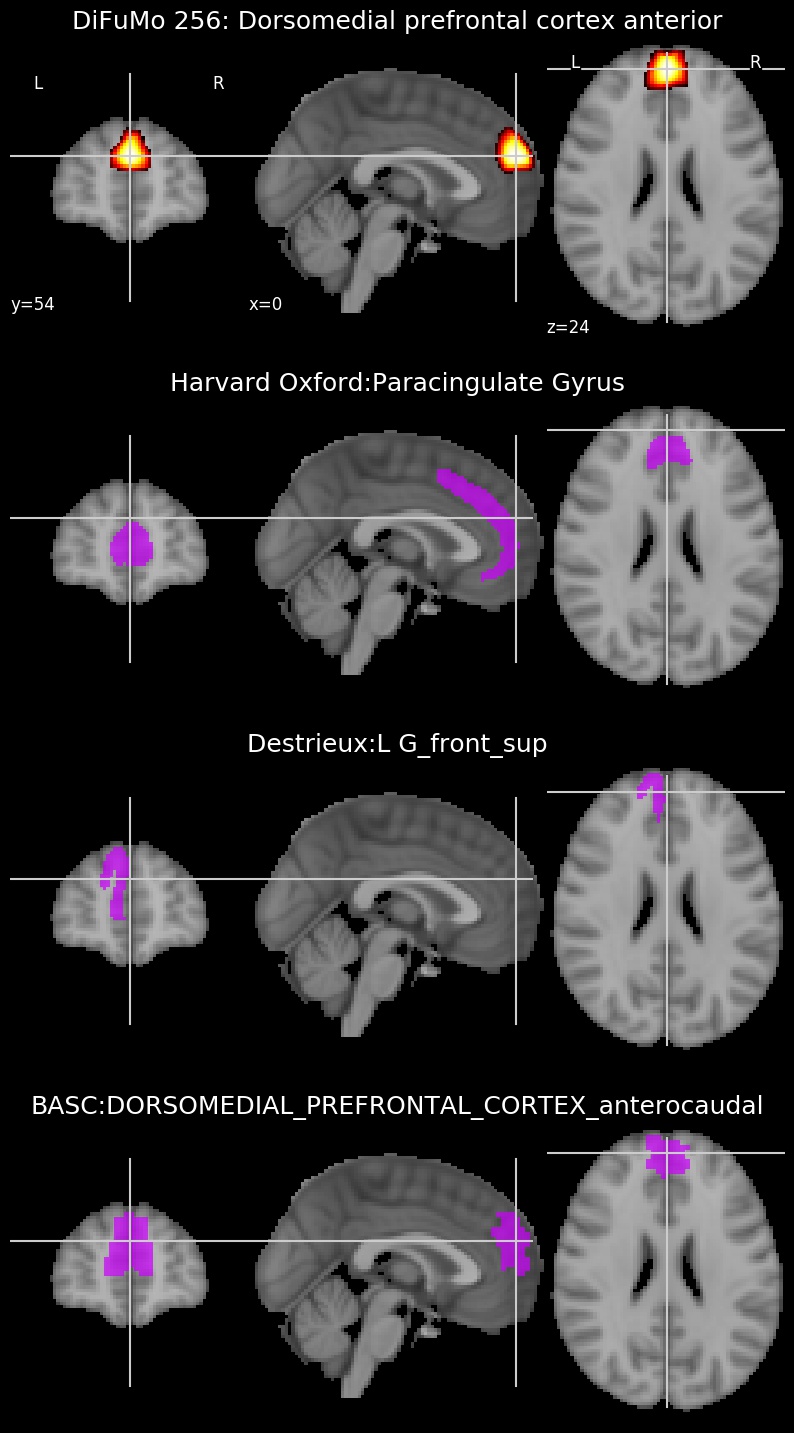 DiFuMo 256: Dorsomedial prefrontal cortex anterior
L R L R
y=54 x=0 z=24
Harvard Oxford:Paracingulate Gyrus
Destrieux:L G_front_sup
BASC:DORSOMEDIAL_PREFRONTAL_CORTEX_anterocaudal